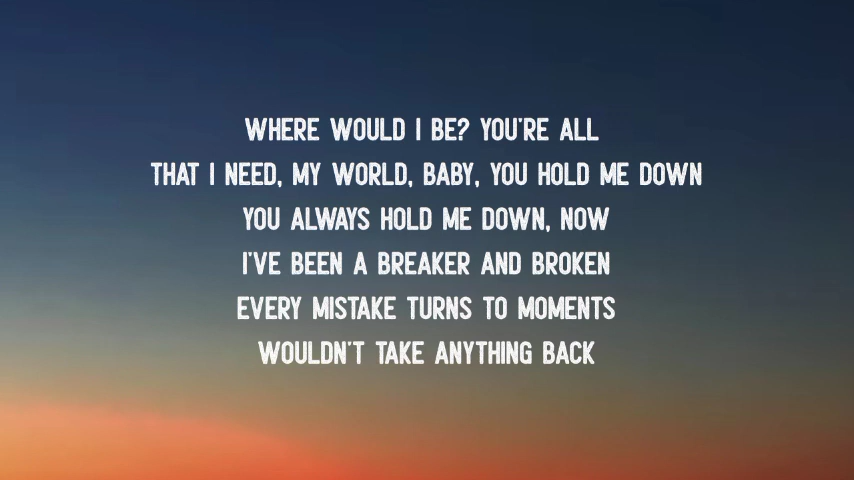 WHERE WOULD I BE? YOU'RE ALL
THAT I NEED, MY WORLD, BABY, YOU HOLD ME DOWN
YOU ALWAYS HOLD ME DOWN, NOW
I'VE BEEN A BREAKER AND BROKEN
EVERY MISTAKE TURNS TO MOMENTS
WOULDN'T TAKE ANYTHING BACK